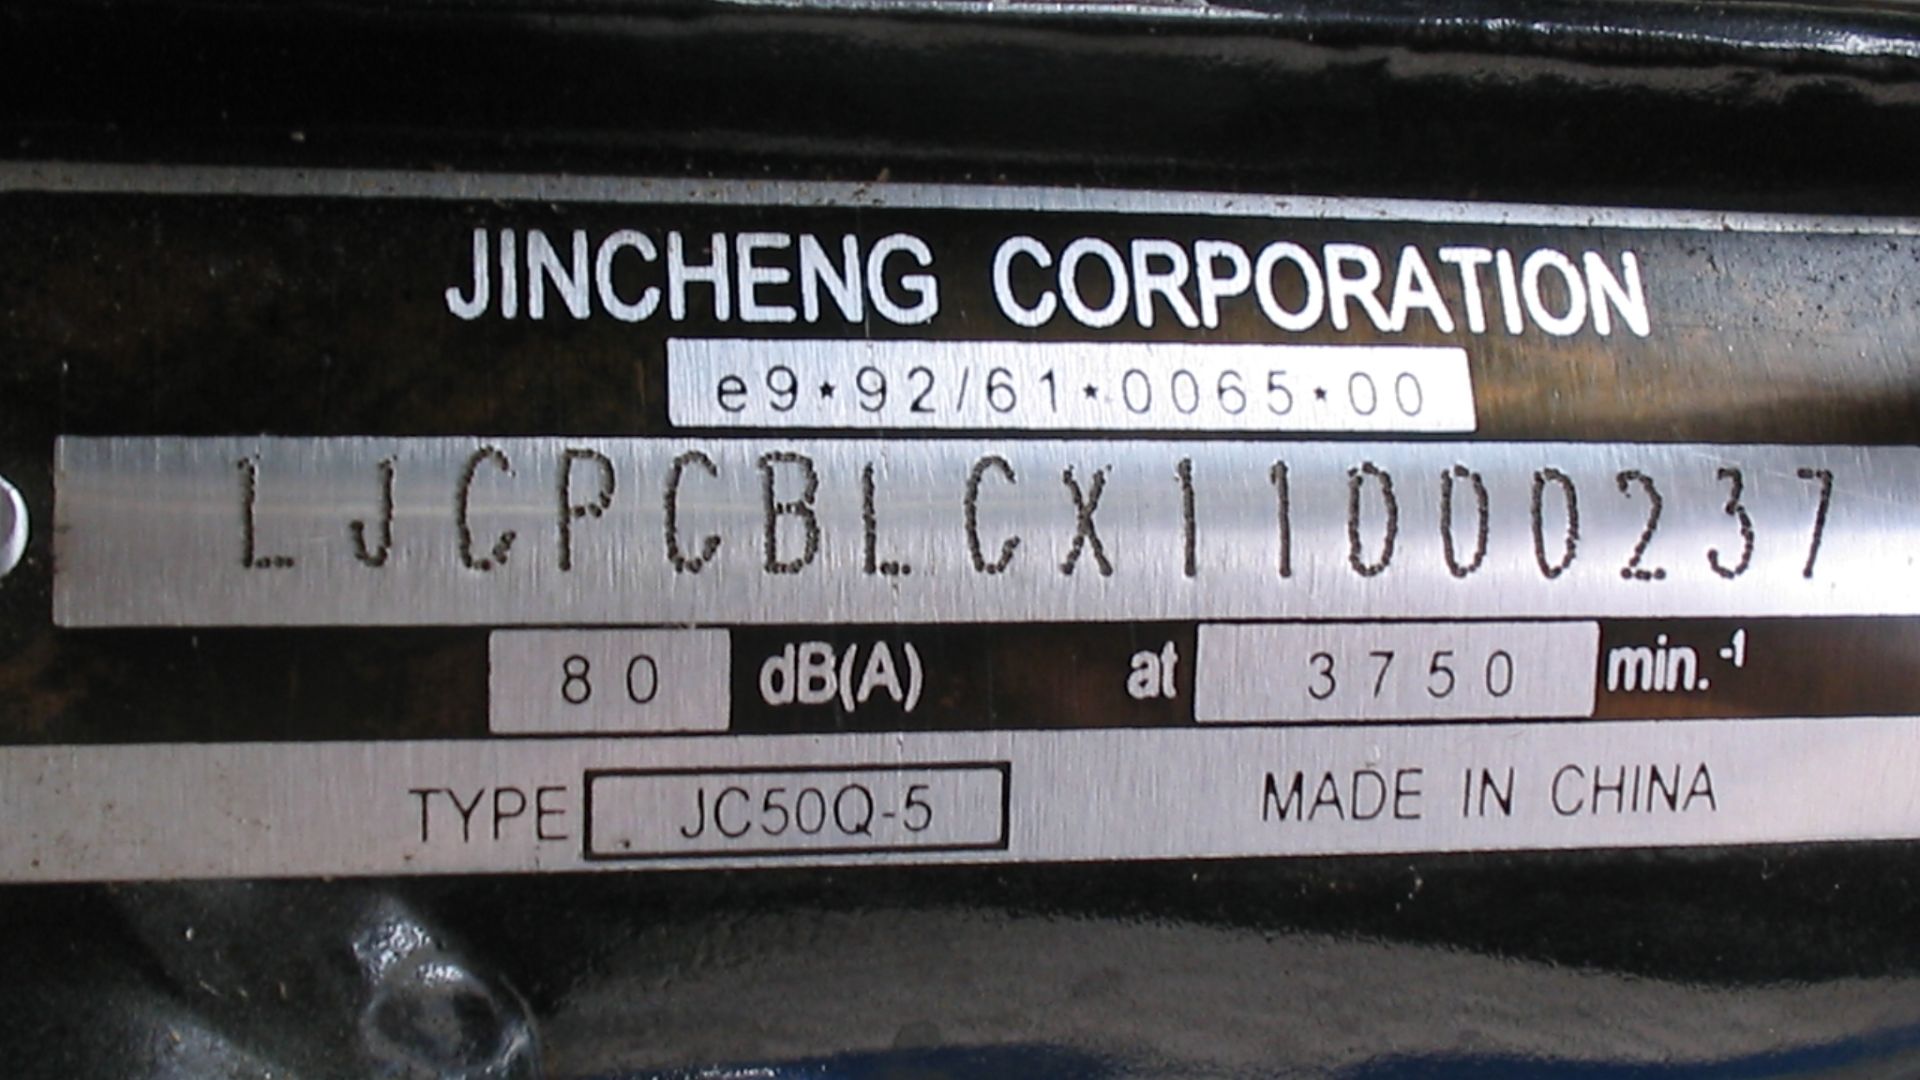 JINCHENG CORPORATION
e9*92/61*0065*00
LJCPCBLCX11000237
80 dB(A) at 3750 min.-1
TYPE JC50Q-5 MADE IN CHINA